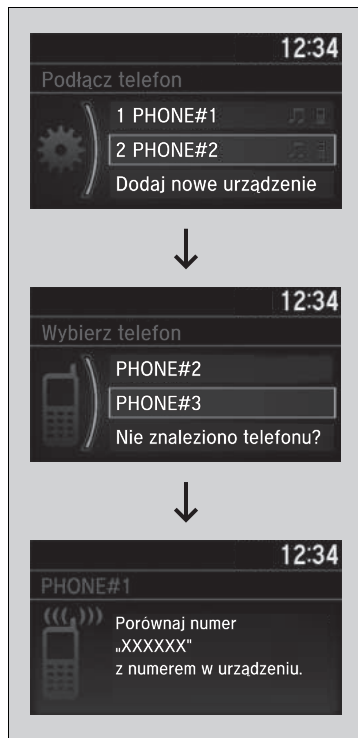 12:34
Podłącz telefon
1 PHONE#1
2 PHONE#2
Dodaj nowe urządzenie
12:34
Wybierz telefon
PHONE#2
PHONE#3
Nie znaleziono telefonu?
12:34
PHONE#1
Porównaj numer
„XXXXXX"
z numerem w urządzeniu.